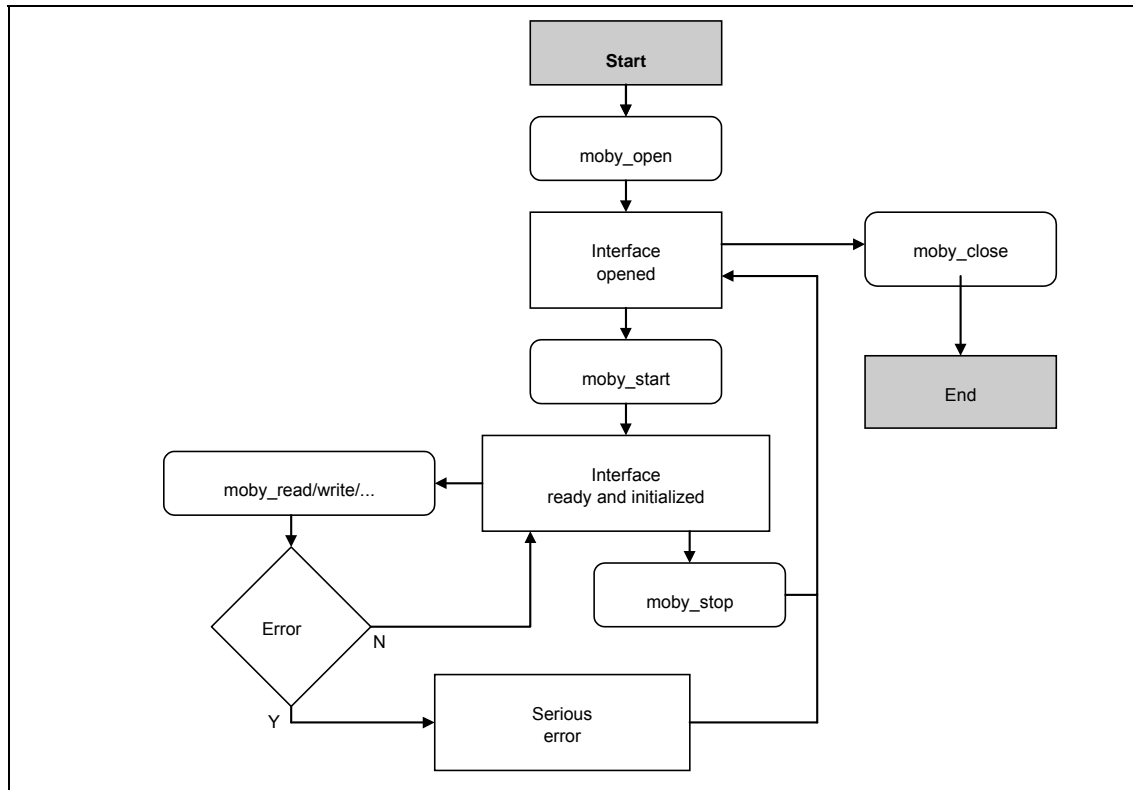 Start
moby_open
Interface
opened
moby_close
moby_start
End
Interface
ready and initialized
moby_read/write/...
moby_stop
Error
N
Y
Serious
error